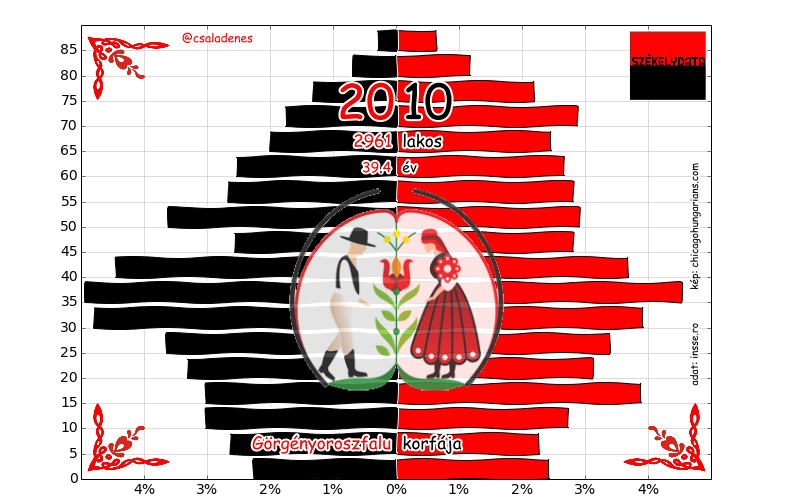 @csaladenes
SZÉKELYDATA
2010
2961 lakos
39.4 év
kép: chicagohungarians.com
adat: insse.ro
Görgényoroszfalu korfája
85
80
75
70
65
60
55
50
45
40
35
30
25
20
15
10
5
0
4% 3% 2% 1% 0% 1% 2% 3% 4%